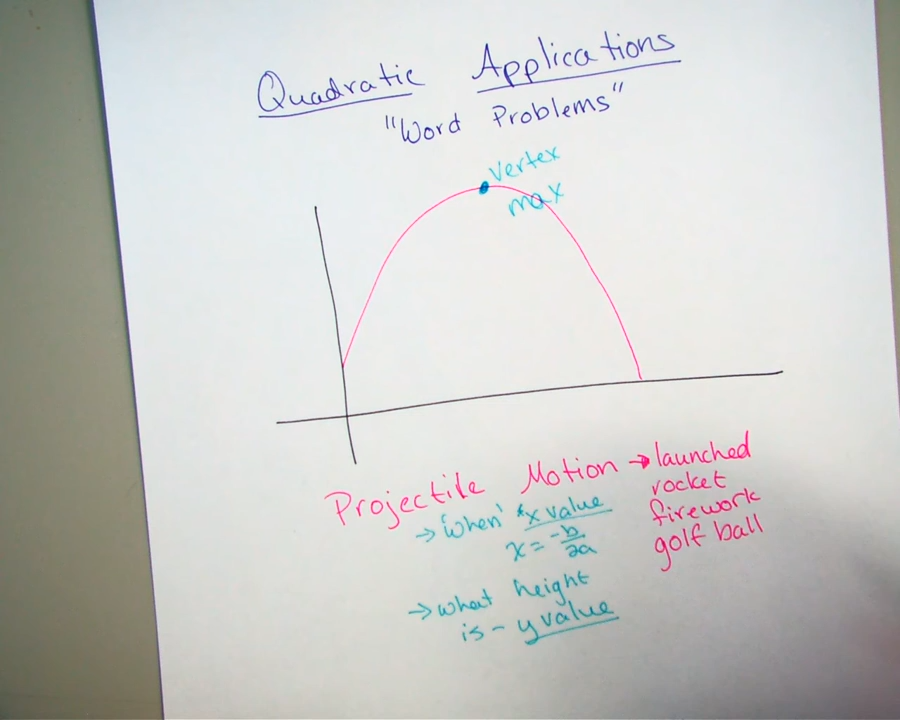 Quadratic Applications
"Word Problems"
vertex
max
Projectile Motion → launched
rocket
firework
golf ball
→ 'when' *x value
x = -b/2a
→ what height
is - y value